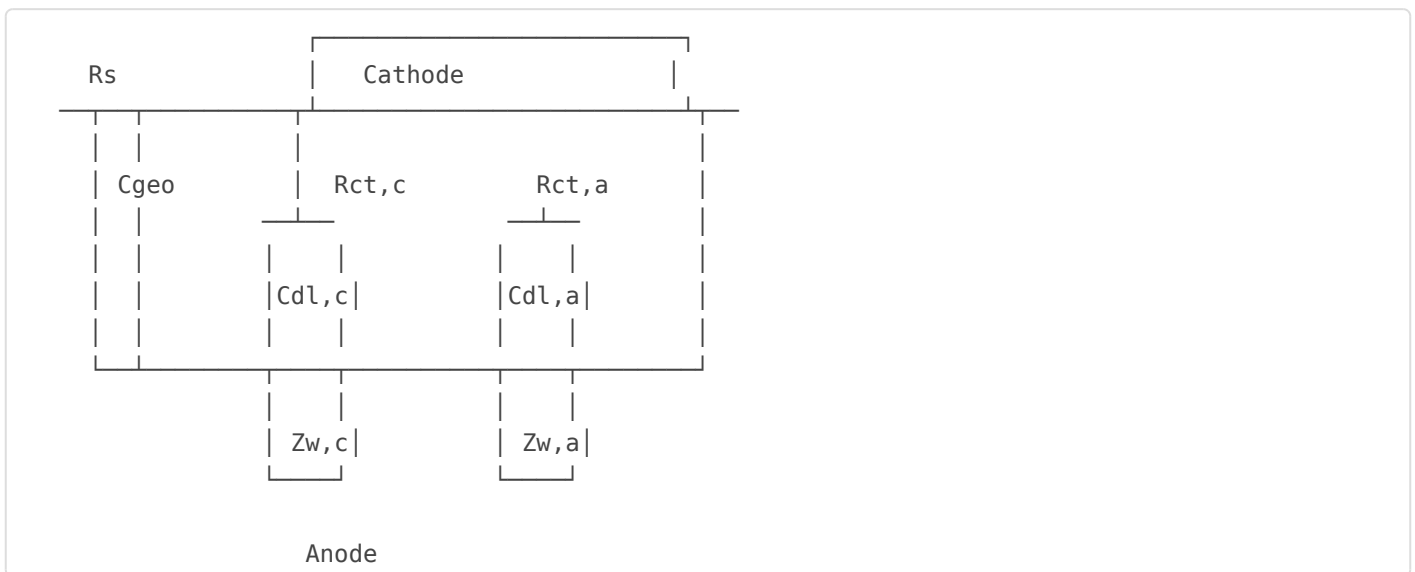 Rs Cathode
Cgeo Rct,c Rct,a
Cdl,c Cdl,a
Zw,c Zw,a
Anode